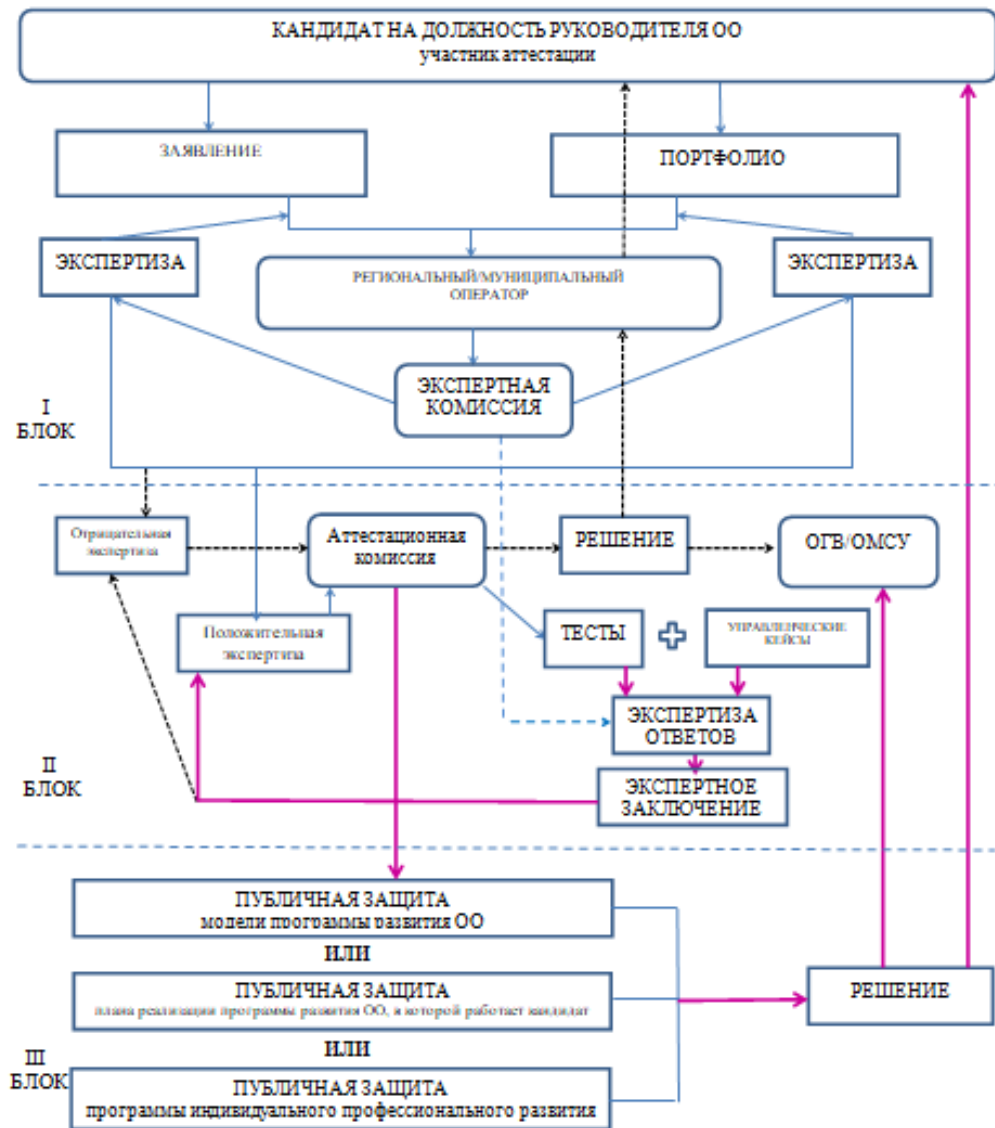 КАНДИДАТ НА ДОЛЖНОСТЬ РУКОВОДИТЕЛЯ ОО
участник аттестации
ЗАЯВЛЕНИЕ
ПОРТФОЛИО
ЭКСПЕРТИЗА
РЕГИОНАЛЬНЫЙ/МУНИЦИПАЛЬНЫЙ
ОПЕРАТОР
ЭКСПЕРТИЗА
ЭКСПЕРТНАЯ
КОМИССИЯ
I
БЛОК
Отрицательная
экспертиза
Аттестационная
комиссия
РЕШЕНИЕ
ОГВ/ОМСУ
Положительная
экспертиза
ТЕСТЫ
УПРАВЛЕНЧЕСКИЕ
КЕЙСЫ
ЭКСПЕРТИЗА
ОТВЕТОВ
II
БЛОК
ЭКСПЕРТНОЕ
ЗАКЛЮЧЕНИЕ
ПУБЛИЧНАЯ ЗАЩИТА
модели программы развития ОО
ИЛИ
ПУБЛИЧНАЯ ЗАЩИТА
плана реализации программы развития ОО, в которой работает кандидат
РЕШЕНИЕ
ИЛИ
III
БЛОК
ПУБЛИЧНАЯ ЗАЩИТА
программы индивидуального профессионального развития